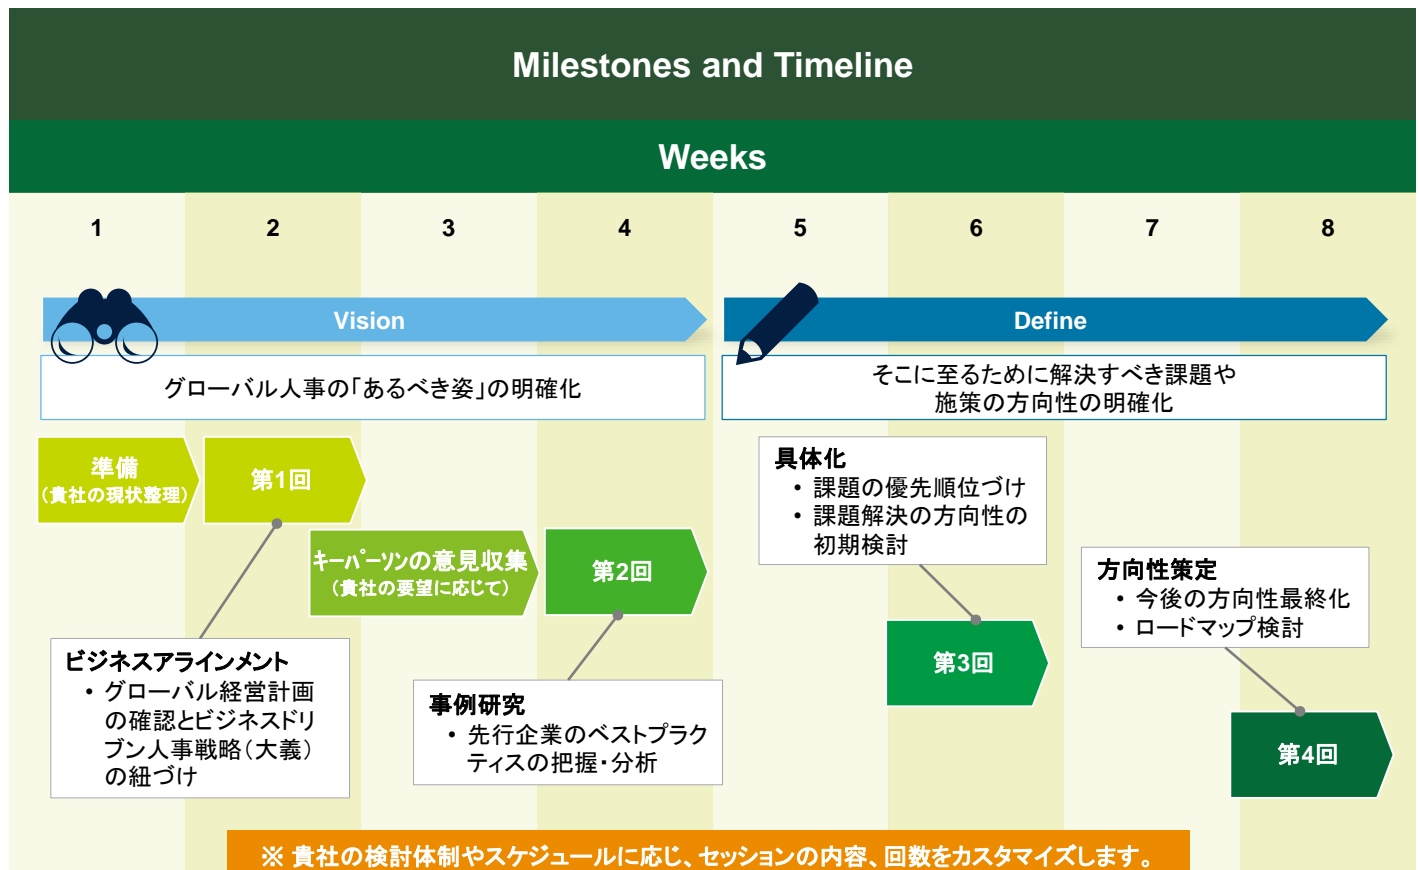 Milestones and Timeline
Weeks
1
2
3
4
5
6
7
8
Vision
Define
グローバル人事の「あるべき姿」の明確化
そこに至るために解決すべき課題や
施策の方向性の明確化
準備
（貴社の現状整理）
第1回
キーパーソンの意見収集
（貴社の要望に応じて）
第2回
ビジネスアラインメント
• グローバル経営計画
の確認とビジネスドリ
ブン人事戦略（大義）
の紐づけ
事例研究
• 先行企業のベストプラク
ティスの把握・分析
具体化
• 課題の優先順位づけ
• 課題解決の方向性の
初期検討
第3回
方向性策定
• 今後の方向性最終化
• ロードマップ検討
第4回
※ 貴社の検討体制やスケジュールに応じ、セッションの内容、回数をカスタマイズします。